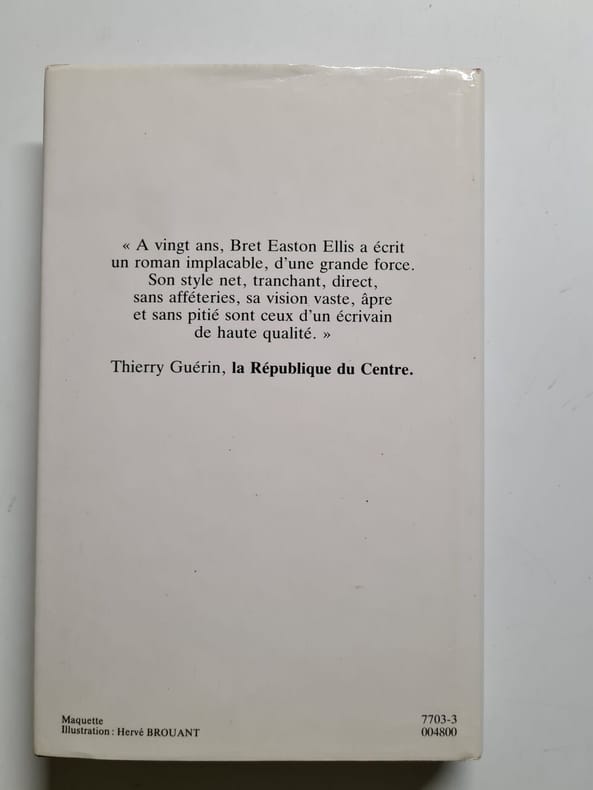 « A vingt ans, Bret Easton Ellis a écrit
un roman implacable, d'une grande force.
Son style net, tranchant, direct,
sans afféteries, sa vision vaste, âpre
et sans pitié sont ceux d'un écrivain
de haute qualité. »
Thierry Guérin, la République du Centre.
Maquette
Illustration : Hervé BROUANT
7703-3
004800